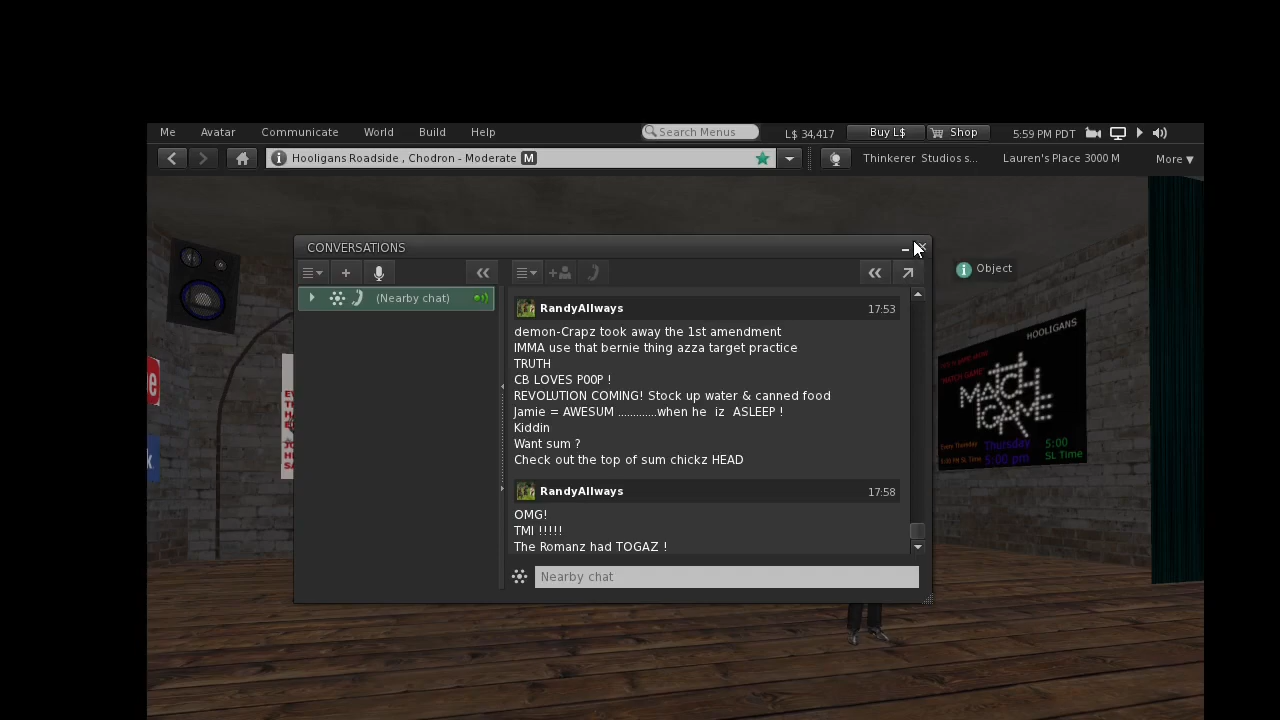 Me Avatar Communicate World Build Help Search Menus L$ 34,417 Buy L$ Shop 5:59 PM PDT
Hooligans Roadside , Chodron - Moderate M Thinkerer Studios s... Lauren's Place 3000 M More ▼
CONVERSATIONS
Object
(Nearby chat)
RandyAllways 17:53
demon-Crapz took away the 1st amendment
IMMA use that bernie thing azza target practice
TRUTH
CB LOVES P00P !
REVOLUTION COMING! Stock up water & canned food
Jamie = AWESUM .............when he iz ASLEEP !
Kiddin
Want sum ?
Check out the top of sum chickz HEAD
RandyAllways 17:58
OMG!
TMI !!!!!
The Romanz had TOGAZ !
Nearby chat
HOOLIGANS
MATCH
GAME
Thursday 5:00
5:00 pm SL Time